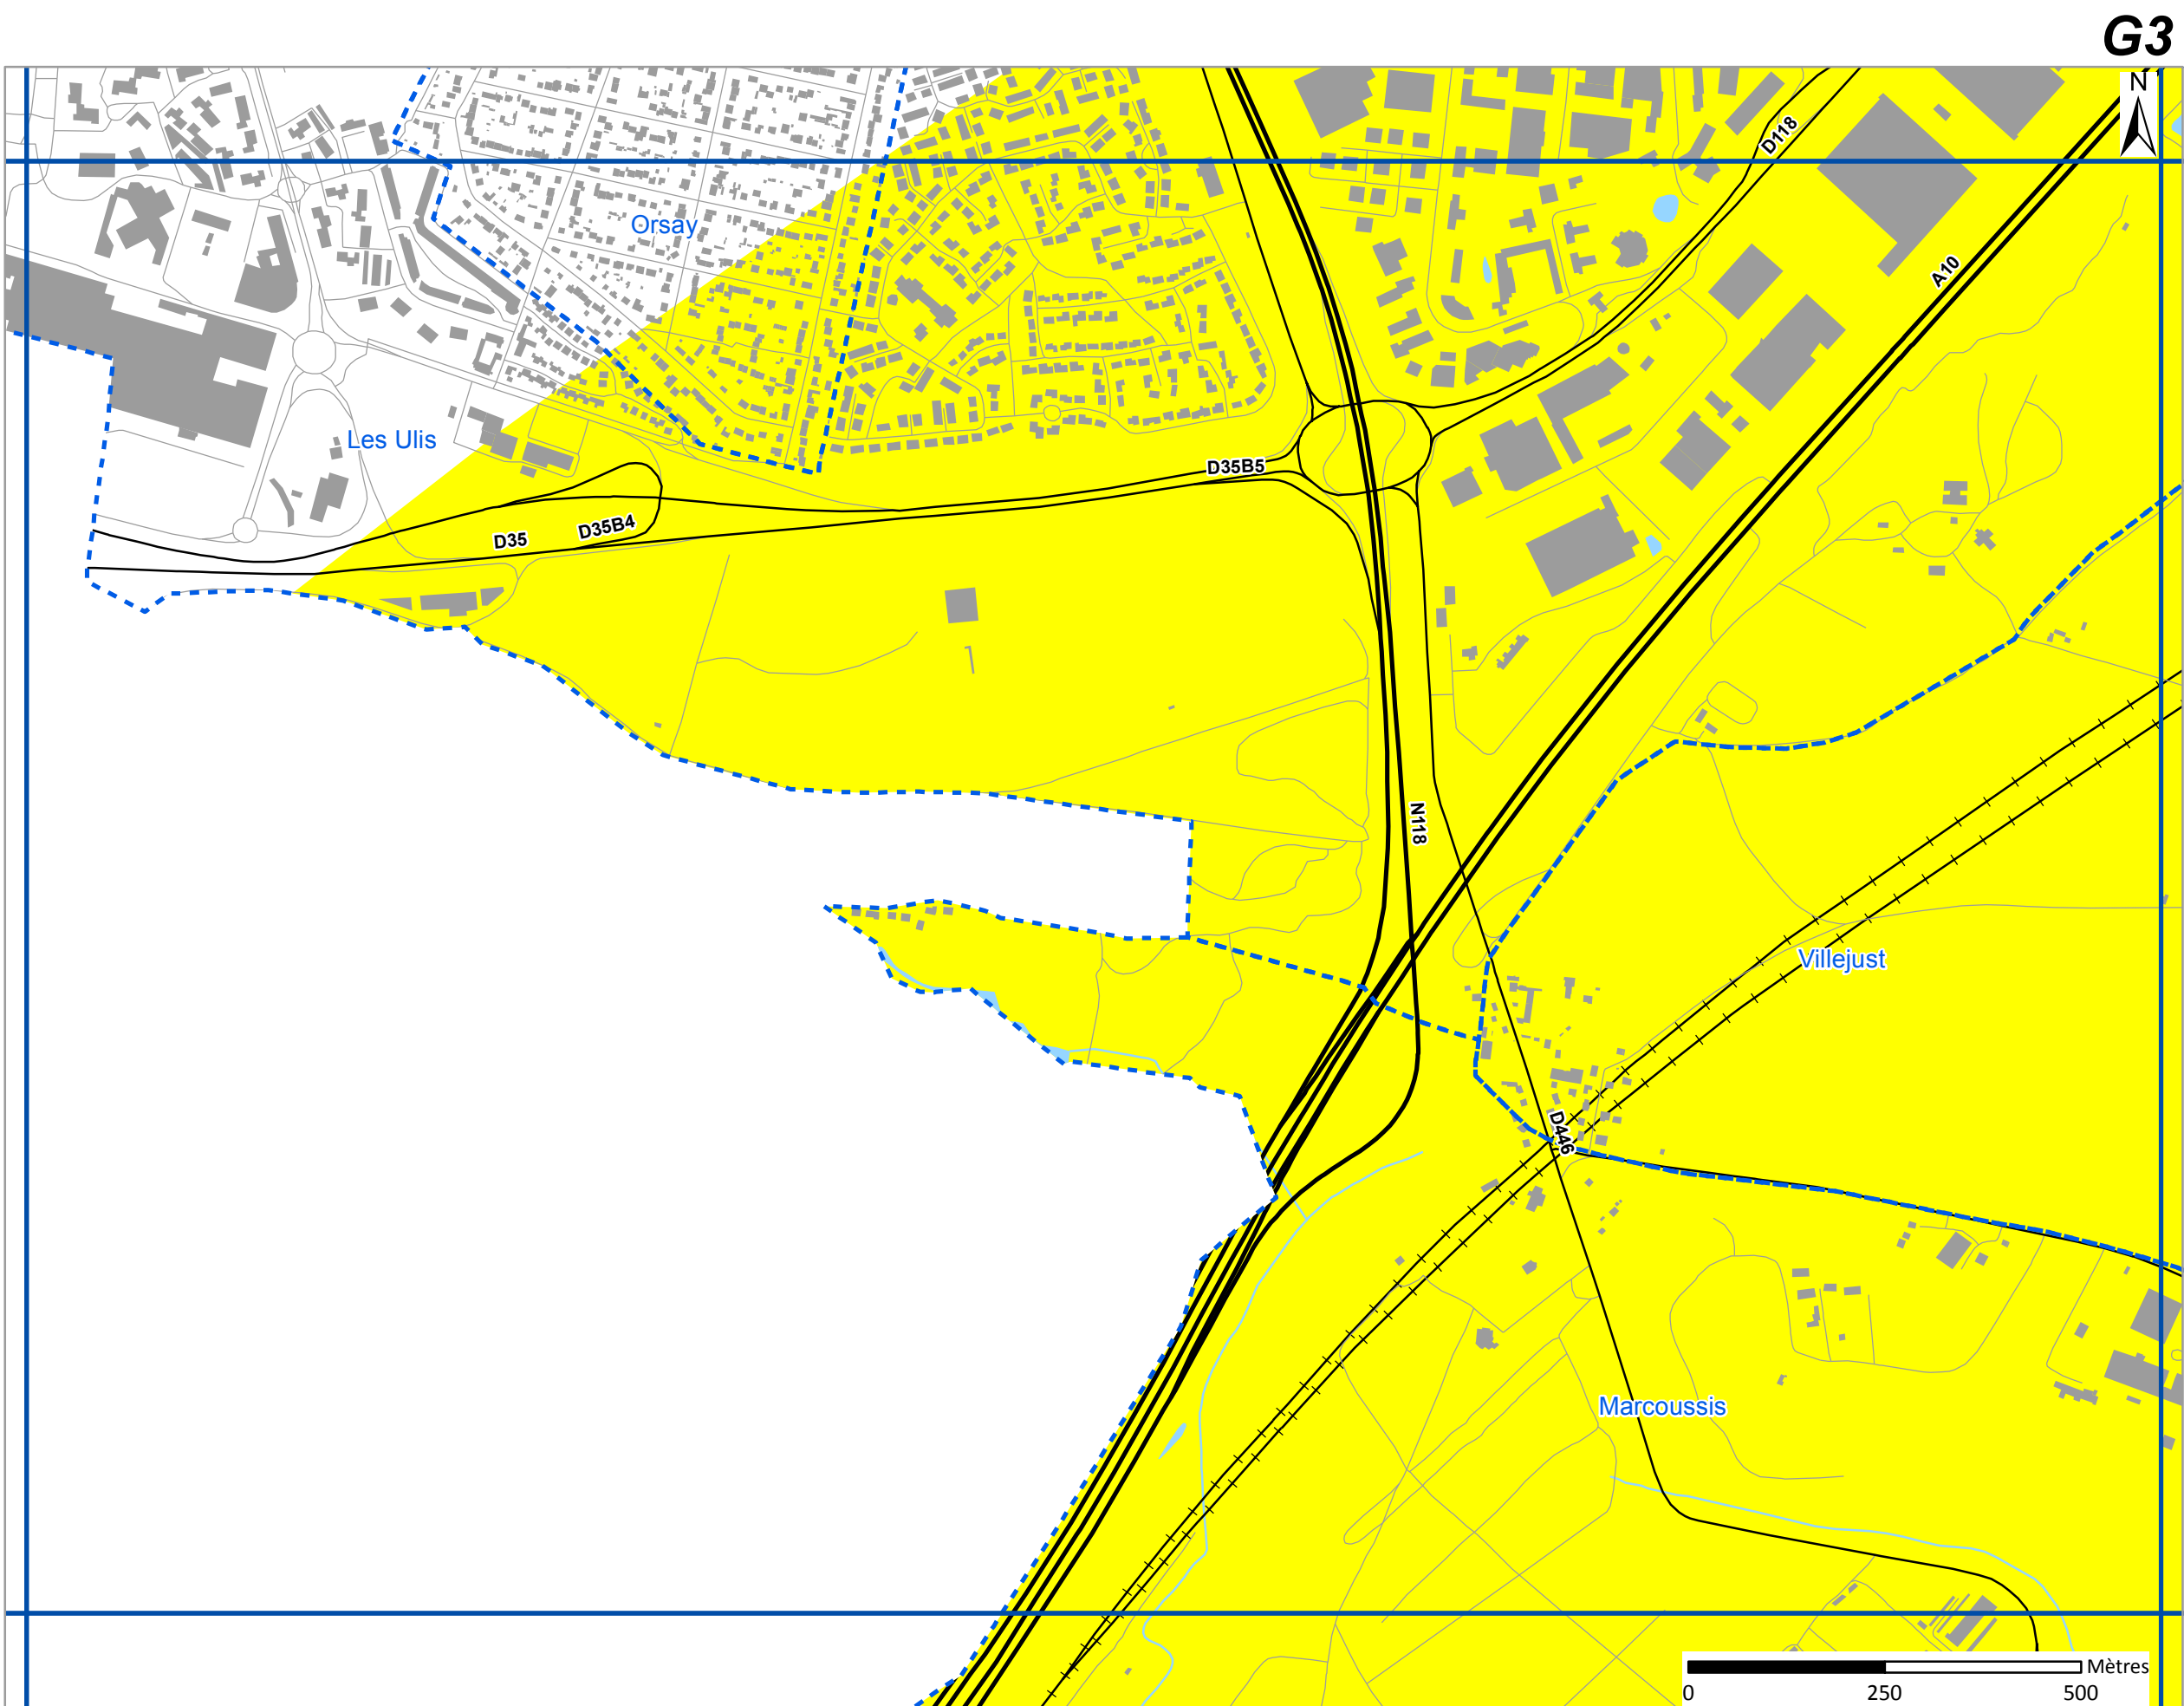 G3
N
D118
Orsay
A10
Les Ulis
D35B5
D35B4
D35
N118
Villejust
D446
Marcoussis
Mètres
0 250 500